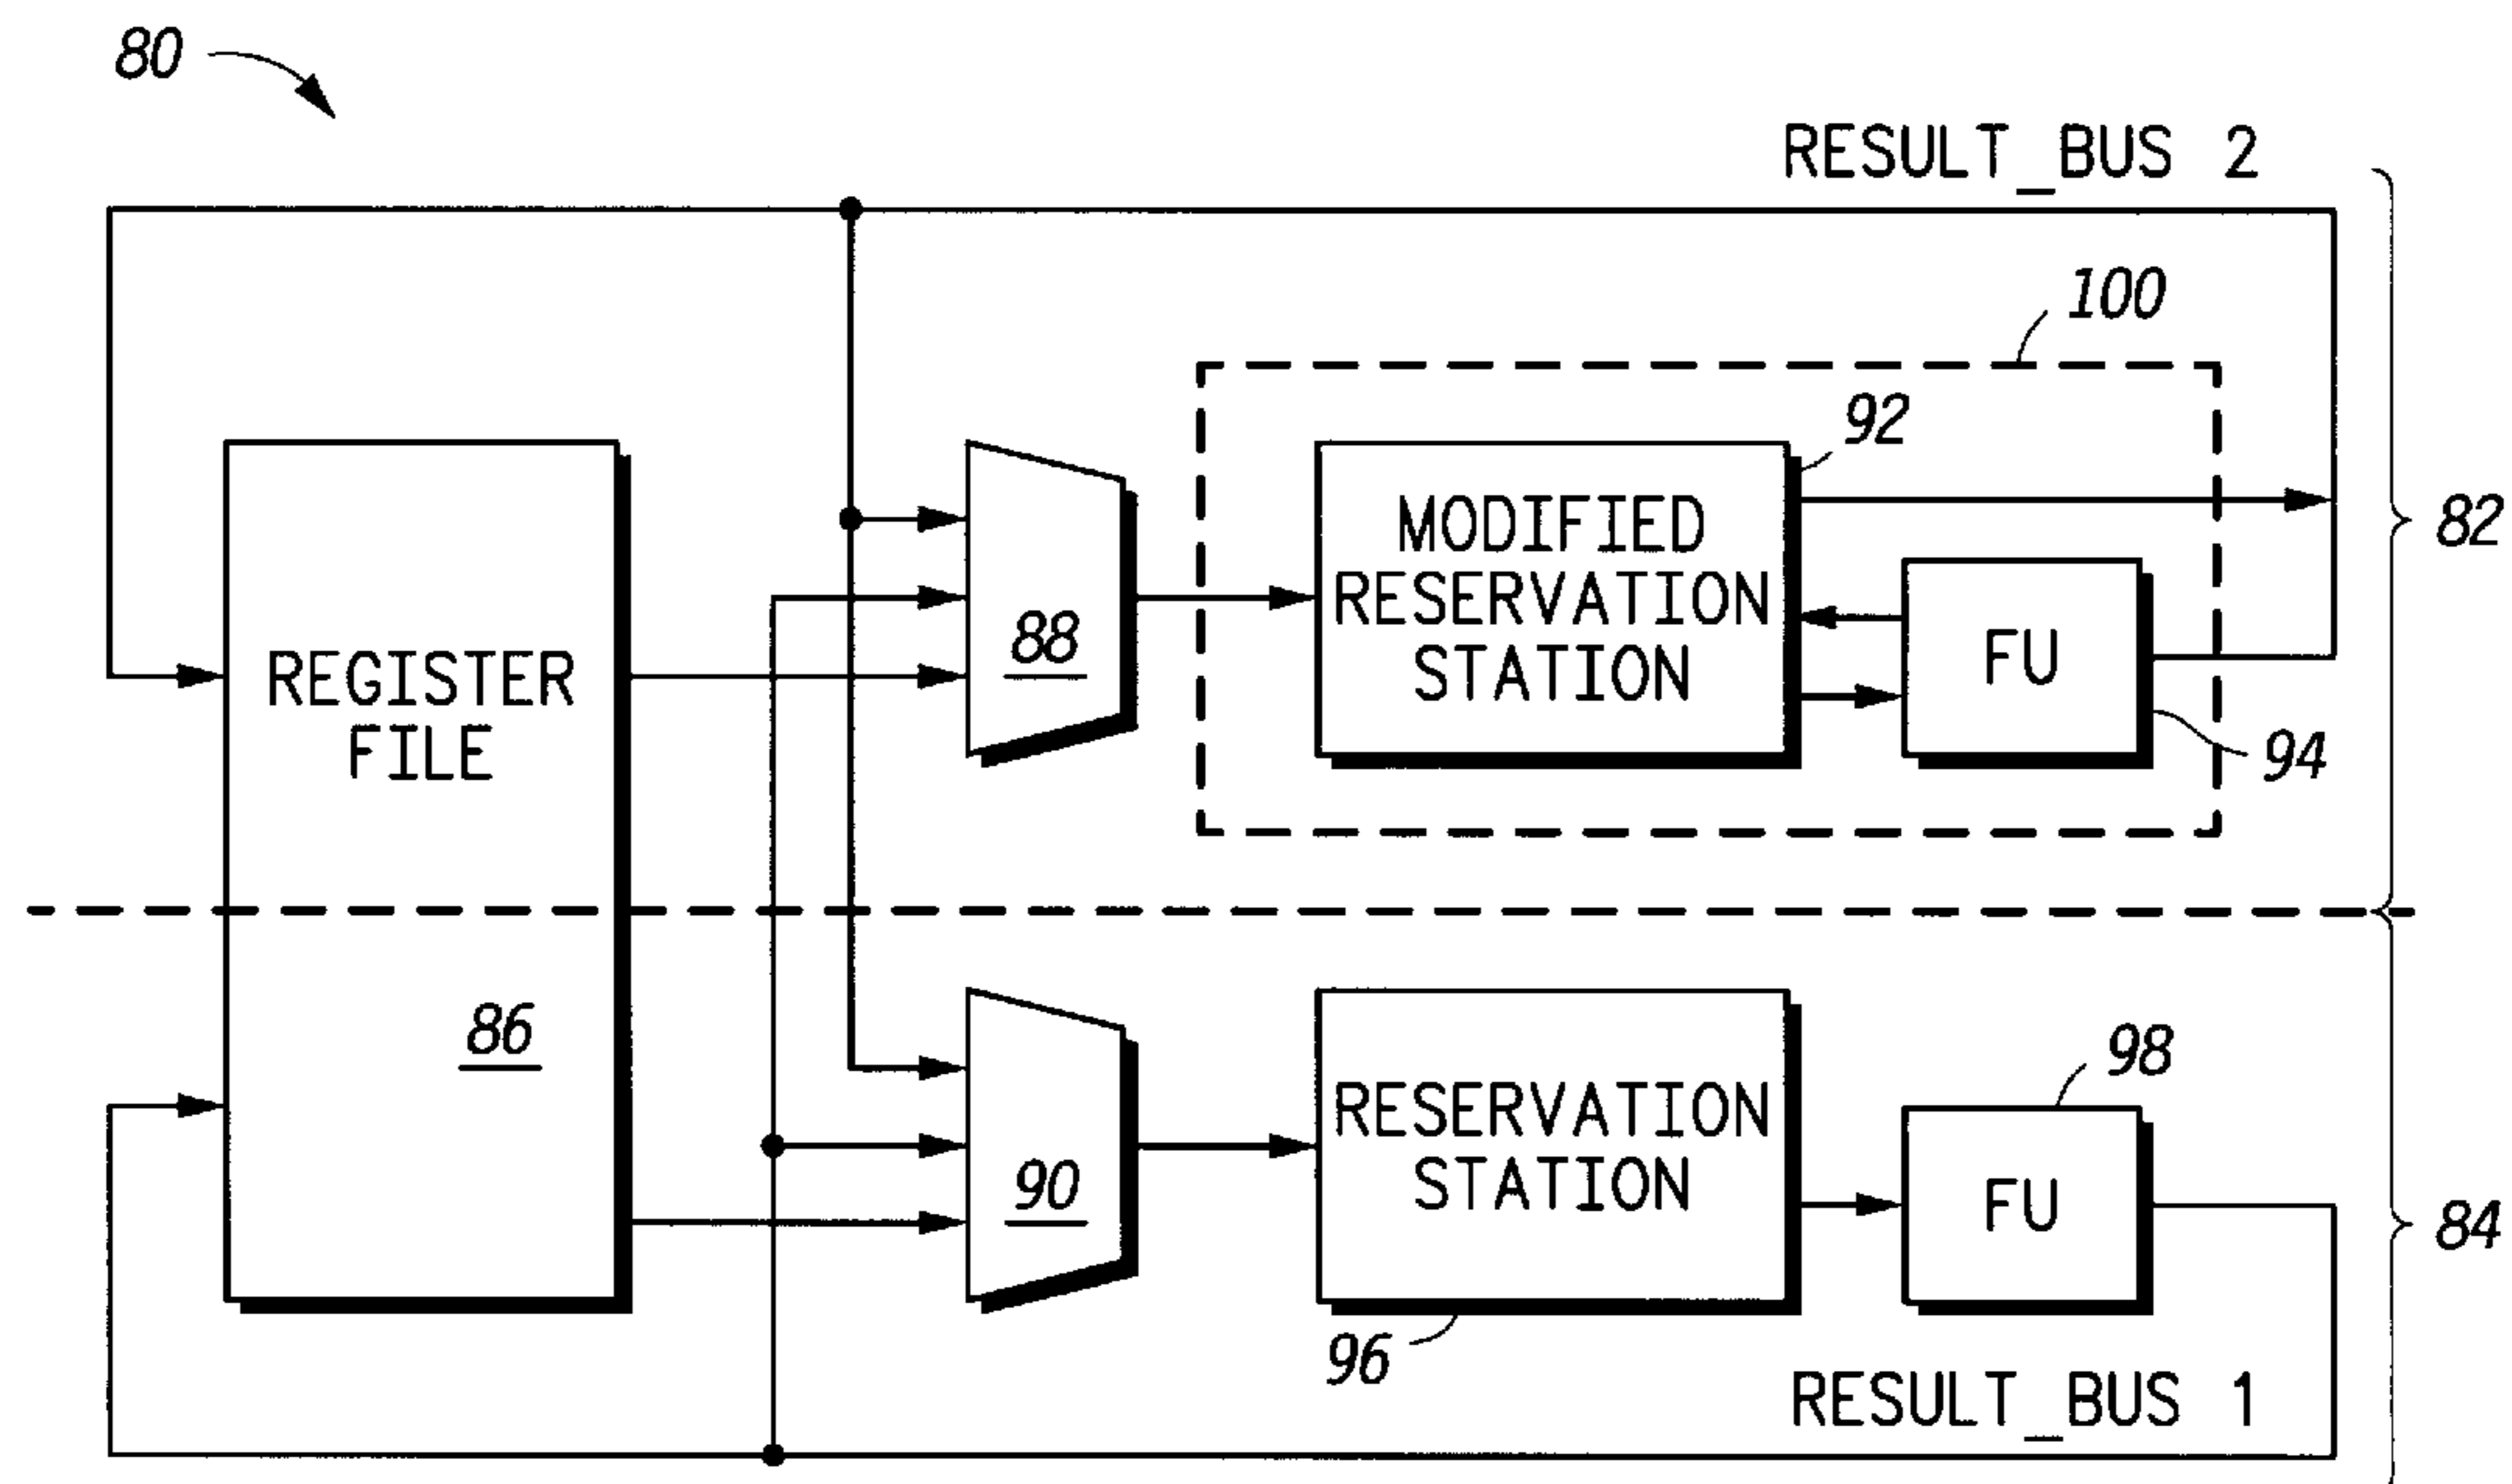 80
RESULT_BUS 2
100
92
MODIFIED
RESERVATION
STATION
82
88
FU
94
REGISTER
FILE
86
90
RESERVATION
STATION
98
FU
84
96
RESULT_BUS 1